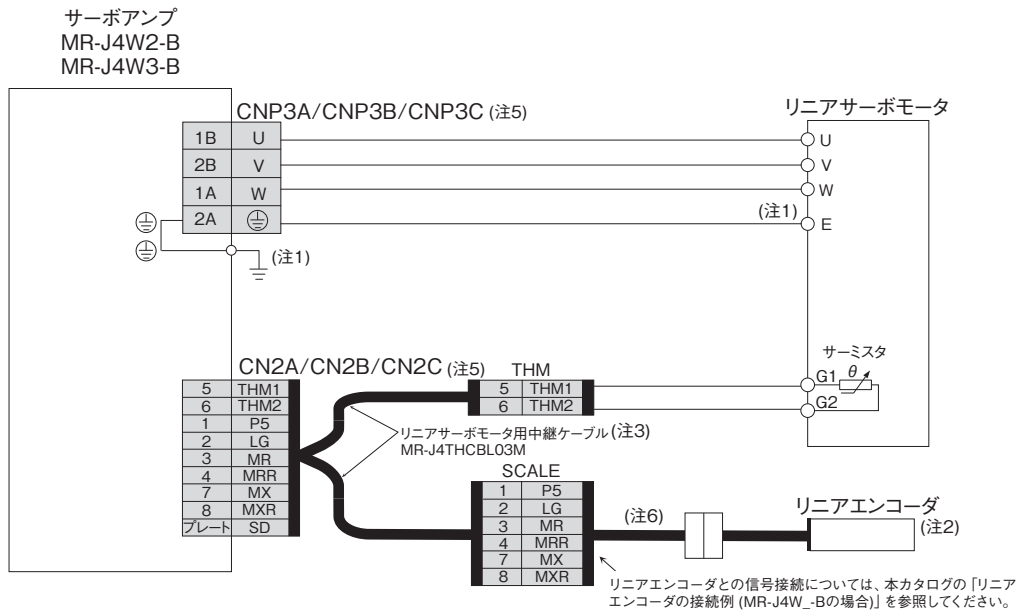 サーボアンプ
MR-J4W2-B
MR-J4W3-B
CNP3A/CNP3B/CNP3C (注5)
1B U
2B V
1A W
2A
(注1)
リニアサーボモータ
U
V
W
(注1)
E
サーミスタ
G1 θ
G2
CN2A/CN2B/CN2C (注5)
5 THM1
6 THM2
1 P5
2 LG
3 MR
4 MRR
7 MX
8 MXR
プレート SD
THM
5 THM1
6 THM2
リニアサーボモータ用中継ケーブル(注3)
MR-J4THCBL03M
SCALE
1 P5
2 LG
3 MR
4 MRR
7 MX
8 MXR
(注6)
リニアエンコーダ
(注2)
リニアエンコーダとの信号接続については、本カタログの「リニア
エンコーダの接続例 (MR-J4W_-Bの場合)」を参照してください。